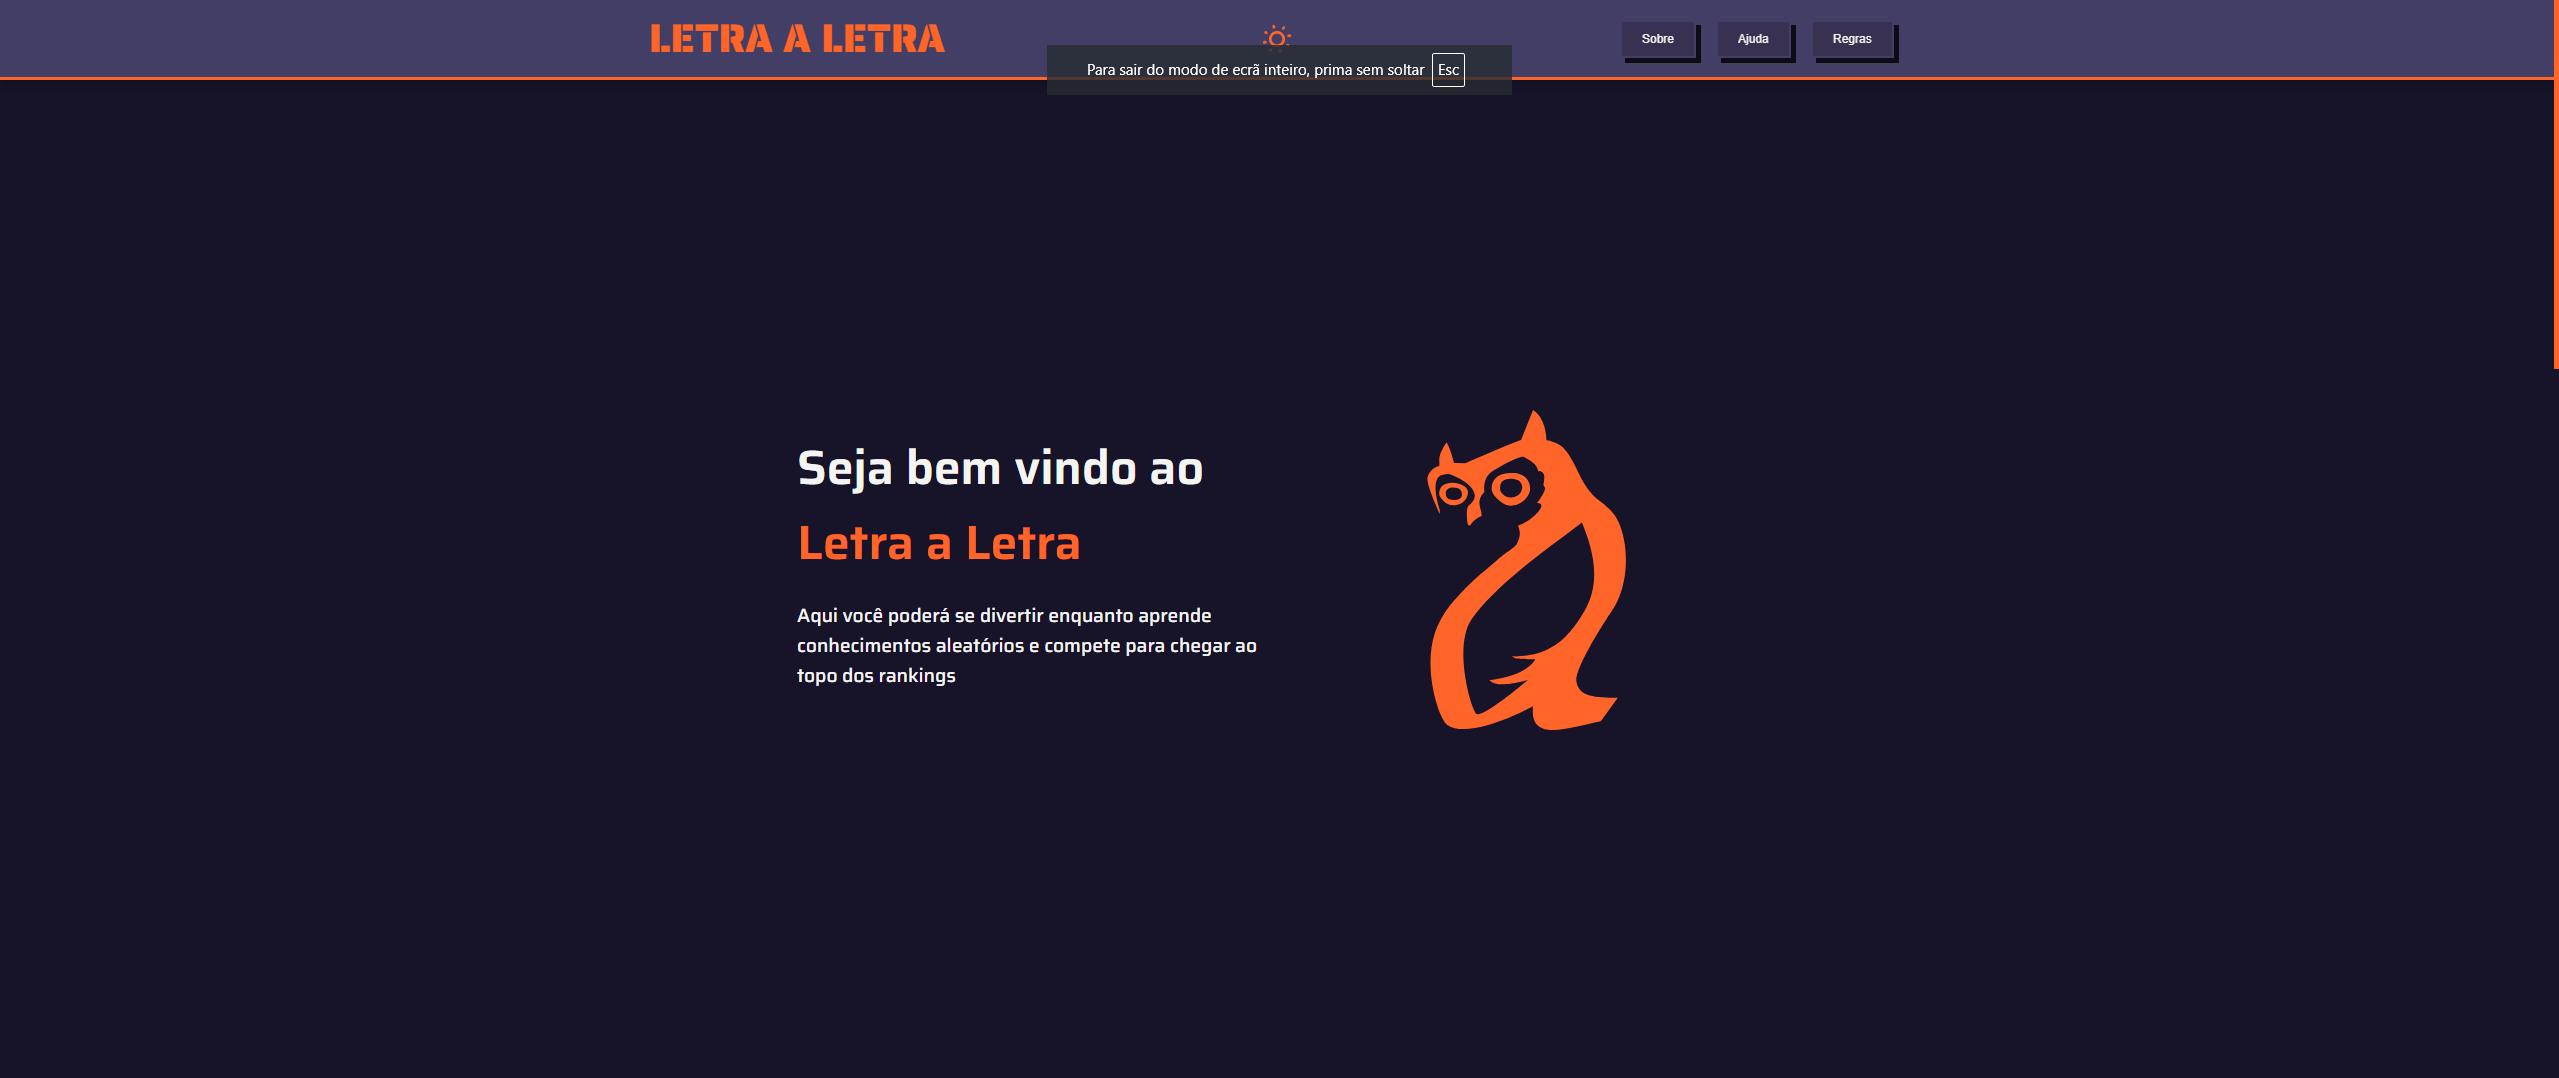 LETRA A LETRA
Sobre
Ajuda
Regras
Para sair do modo de ecrã inteiro, prima sem soltar Esc
Seja bem vindo ao
Letra a Letra
Aqui você poderá se divertir enquanto aprende
conhecimentos aleatórios e compete para chegar ao
topo dos rankings